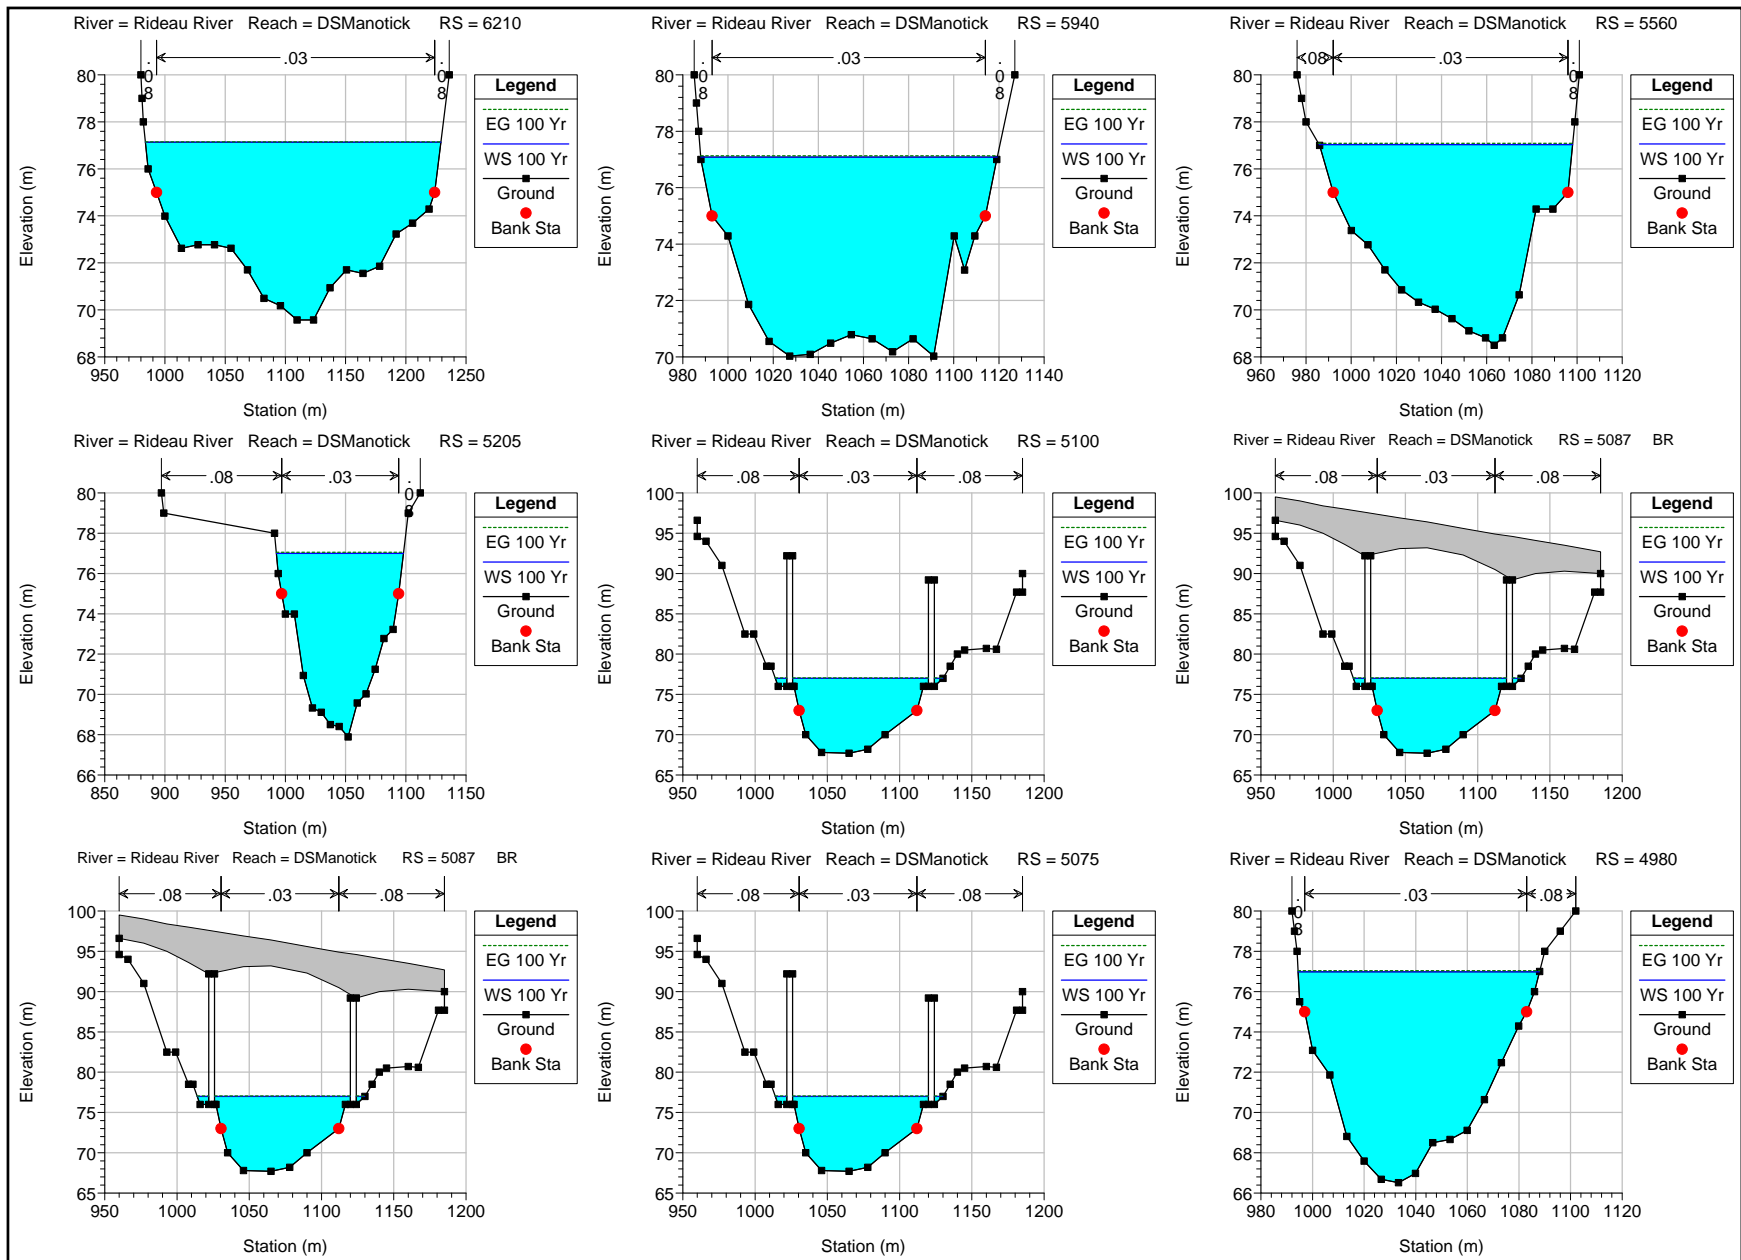 River = Rideau River Reach = DSManotick RS = 6210
.08 .03 .08
80
78
76
74
72
70
68
950 1000 1050 1100 1150 1200 1250
Elevation (m)
Station (m)
Legend
EG 100 Yr
WS 100 Yr
Ground
Bank Sta
River = Rideau River Reach = DSManotick RS = 5940
.08 .03 .08
80
78
76
74
72
70
980 1000 1020 1040 1060 1080 1100 1120 1140
Elevation (m)
Station (m)
Legend
EG 100 Yr
WS 100 Yr
Ground
Bank Sta
River = Rideau River Reach = DSManotick RS = 5560
.08 .03 .08
80
78
76
74
72
70
68
960 980 1000 1020 1040 1060 1080 1100 1120
Elevation (m)
Station (m)
Legend
EG 100 Yr
WS 100 Yr
Ground
Bank Sta
River = Rideau River Reach = DSManotick RS = 5205
.08 .03 .08
80
78
76
74
72
70
68
66
850 900 950 1000 1050 1100 1150
Elevation (m)
Station (m)
Legend
EG 100 Yr
WS 100 Yr
Ground
Bank Sta
River = Rideau River Reach = DSManotick RS = 5100
.08 .03 .08
100
95
90
85
80
75
70
65
950 1000 1050 1100 1150 1200
Elevation (m)
Station (m)
Legend
EG 100 Yr
WS 100 Yr
Ground
Bank Sta
River = Rideau River Reach = DSManotick RS = 5087 BR
.08 .03 .08
100
95
90
85
80
75
70
65
950 1000 1050 1100 1150 1200
Elevation (m)
Station (m)
Legend
EG 100 Yr
WS 100 Yr
Ground
Bank Sta
River = Rideau River Reach = DSManotick RS = 5087 BR
.08 .03 .08
100
95
90
85
80
75
70
65
950 1000 1050 1100 1150 1200
Elevation (m)
Station (m)
Legend
EG 100 Yr
WS 100 Yr
Ground
Bank Sta
River = Rideau River Reach = DSManotick RS = 5075
.08 .03 .08
100
95
90
85
80
75
70
65
950 1000 1050 1100 1150 1200
Elevation (m)
Station (m)
Legend
EG 100 Yr
WS 100 Yr
Ground
Bank Sta
River = Rideau River Reach = DSManotick RS = 4980
.08 .03 .08
80
78
76
74
72
70
68
66
980 1000 1020 1040 1060 1080 1100 1120
Elevation (m)
Station (m)
Legend
EG 100 Yr
WS 100 Yr
Ground
Bank Sta